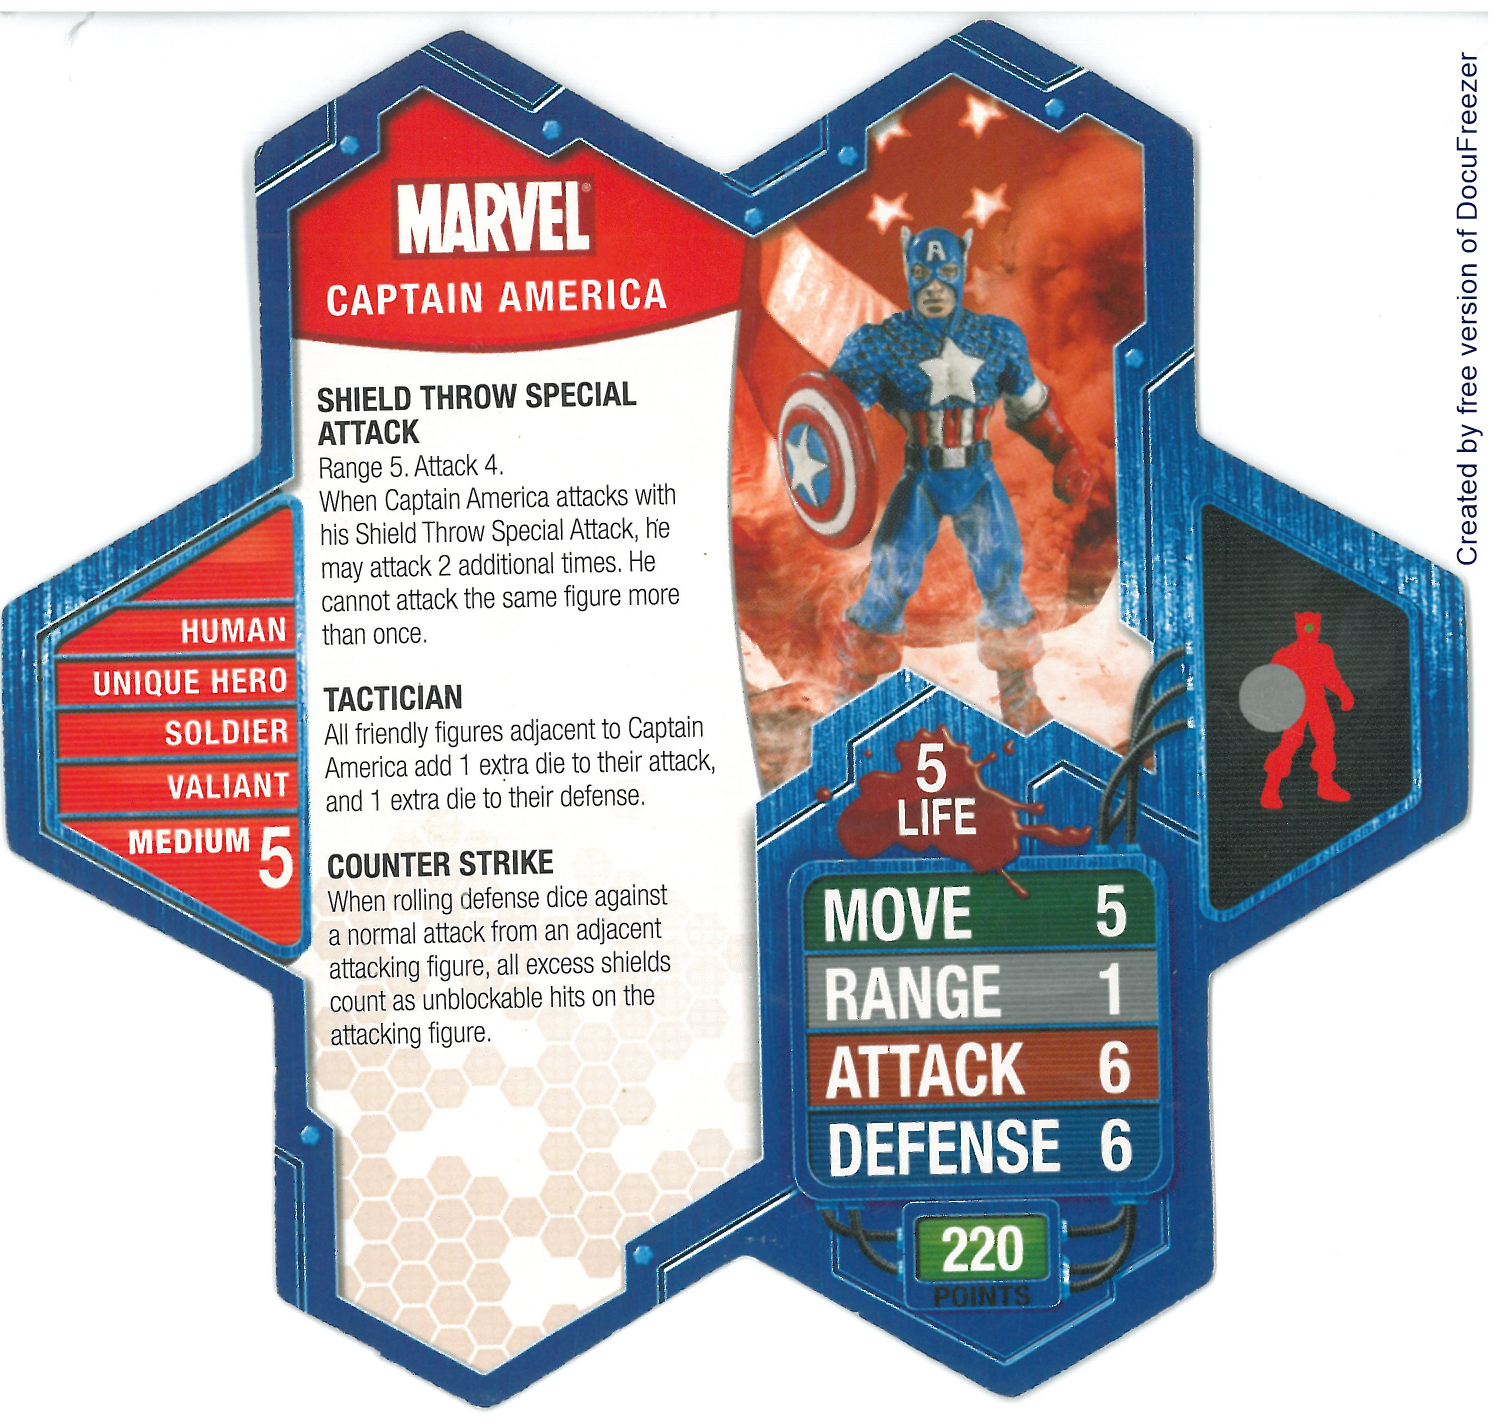 MARVEL®
CAPTAIN AMERICA
SHIELD THROW SPECIAL
ATTACK
Range 5. Attack 4.
When Captain America attacks with
his Shield Throw Special Attack, he
may attack 2 additional times. He
cannot attack the same figure more
than once.
TACTICIAN
All friendly figures adjacent to Captain
America add 1 extra die to their attack,
and 1 extra die to their defense.
COUNTER STRIKE
When rolling defense dice against
a normal attack from an adjacent
attacking figure, all excess shields
count as unblockable hits on the
attacking figure.
HUMAN
UNIQUE HERO
SOLDIER
VALIANT
MEDIUM 5
A
5
LIFE
MOVE 5
RANGE 1
ATTACK 6
DEFENSE 6
220
POINTS
Created by free version of DocuFreezer